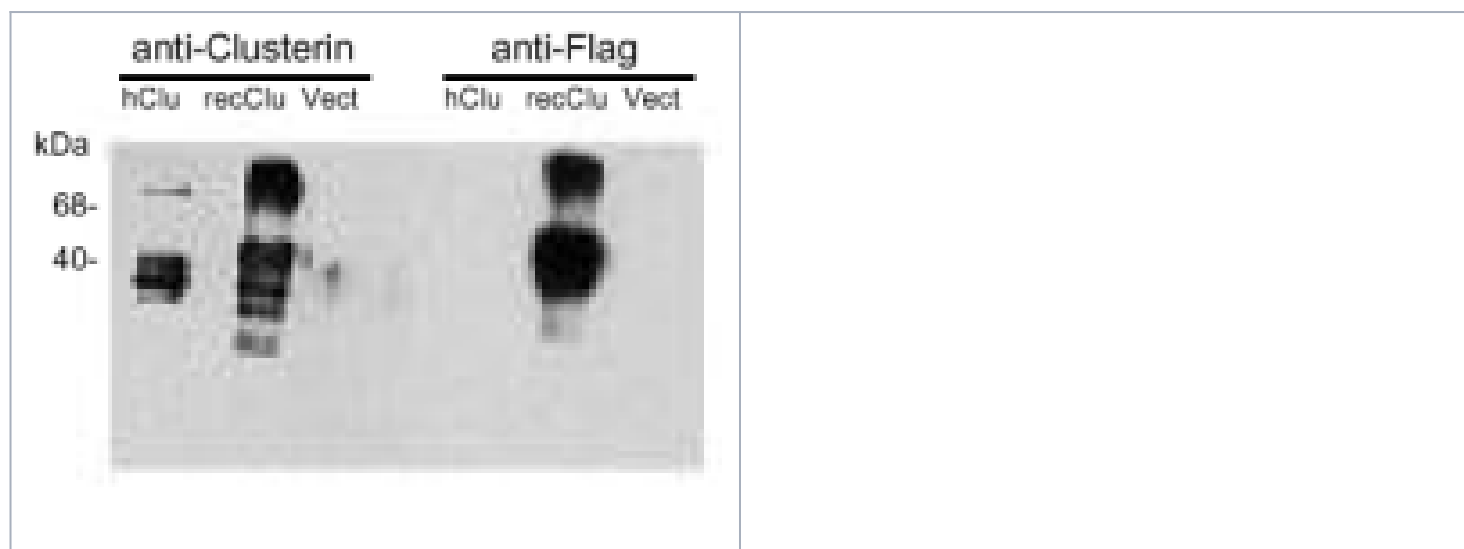 anti-Clusterin anti-Flag
hClu recClu Vect hClu recClu Vect
kDa
68-
40-